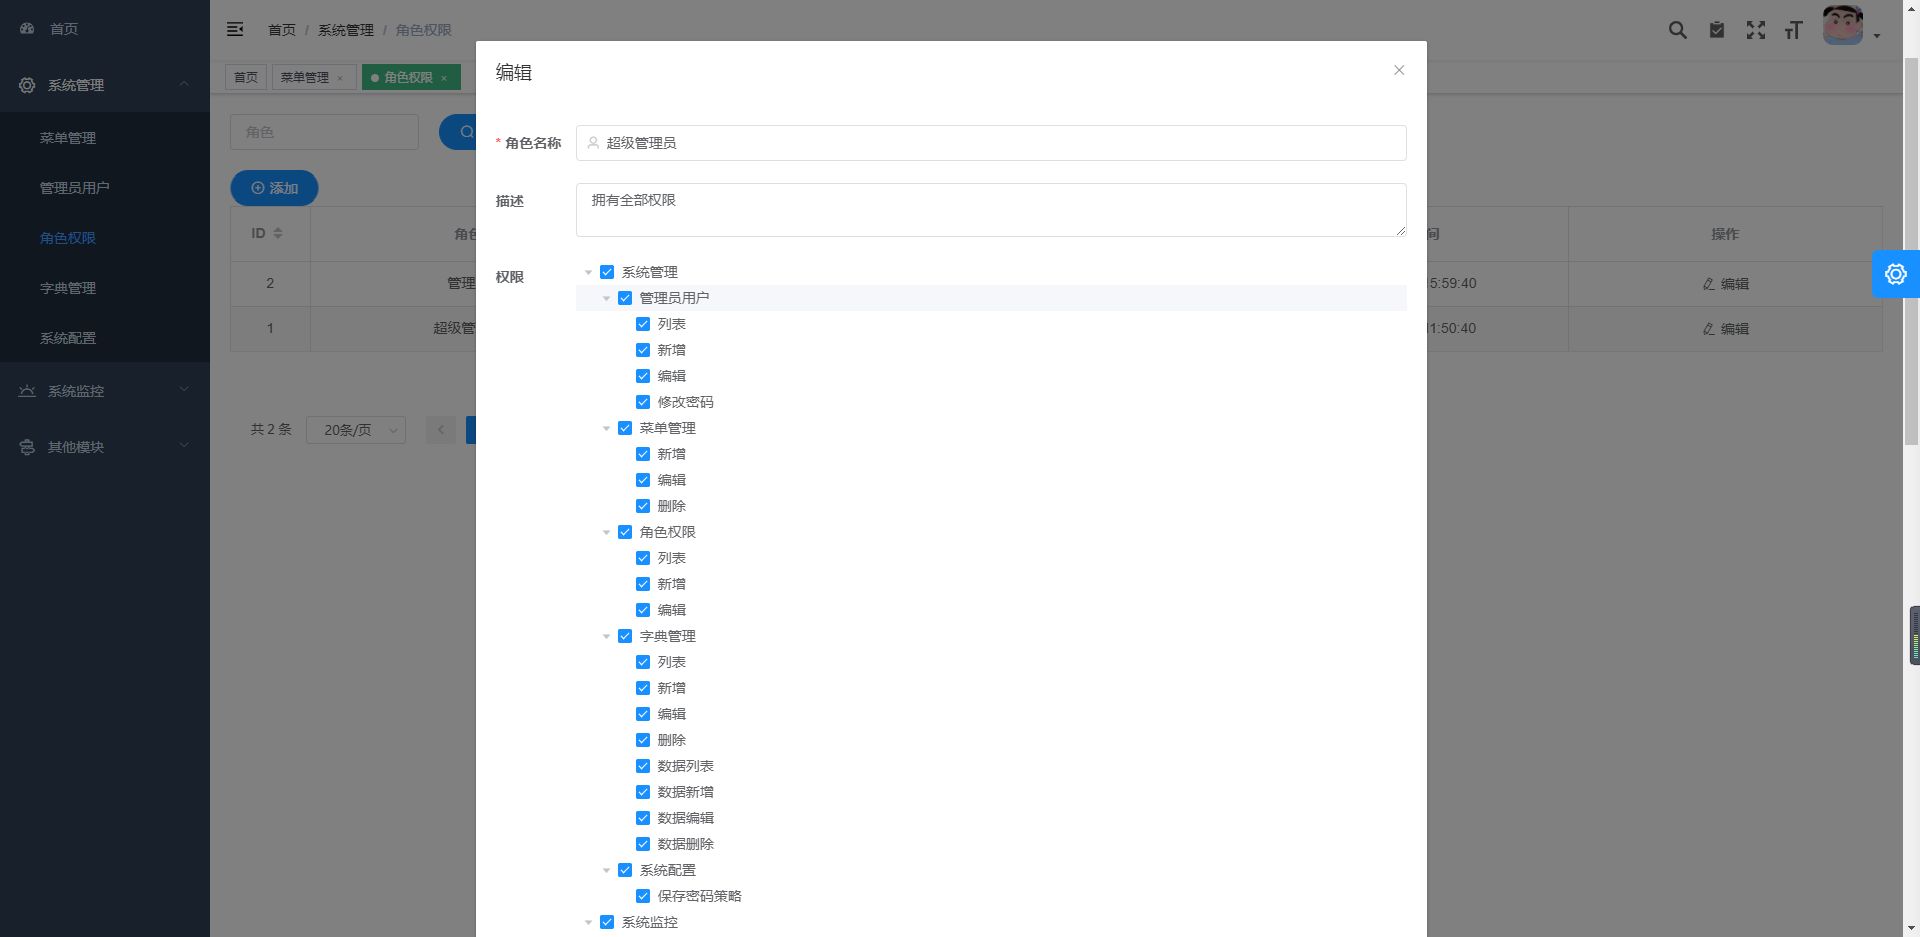 首页
系统管理
菜单管理
管理员用户
角色权限
字典管理
系统配置
系统监控
其他模块
首页 / 系统管理 / 角色权限
首页
菜单管理 ×
角色权限 ×
角色
添加
ID
操作
2
管理
5:59:40
编辑
1
超级管
1:50:40
编辑
共 2 条
20条/页
编辑
* 角色名称
超级管理员
描述
拥有全部权限
权限
系统管理
管理员用户
列表
新增
编辑
修改密码
菜单管理
新增
编辑
删除
角色权限
列表
新增
编辑
字典管理
列表
新增
编辑
删除
数据列表
数据新增
数据编辑
数据删除
系统配置
保存密码策略
系统监控